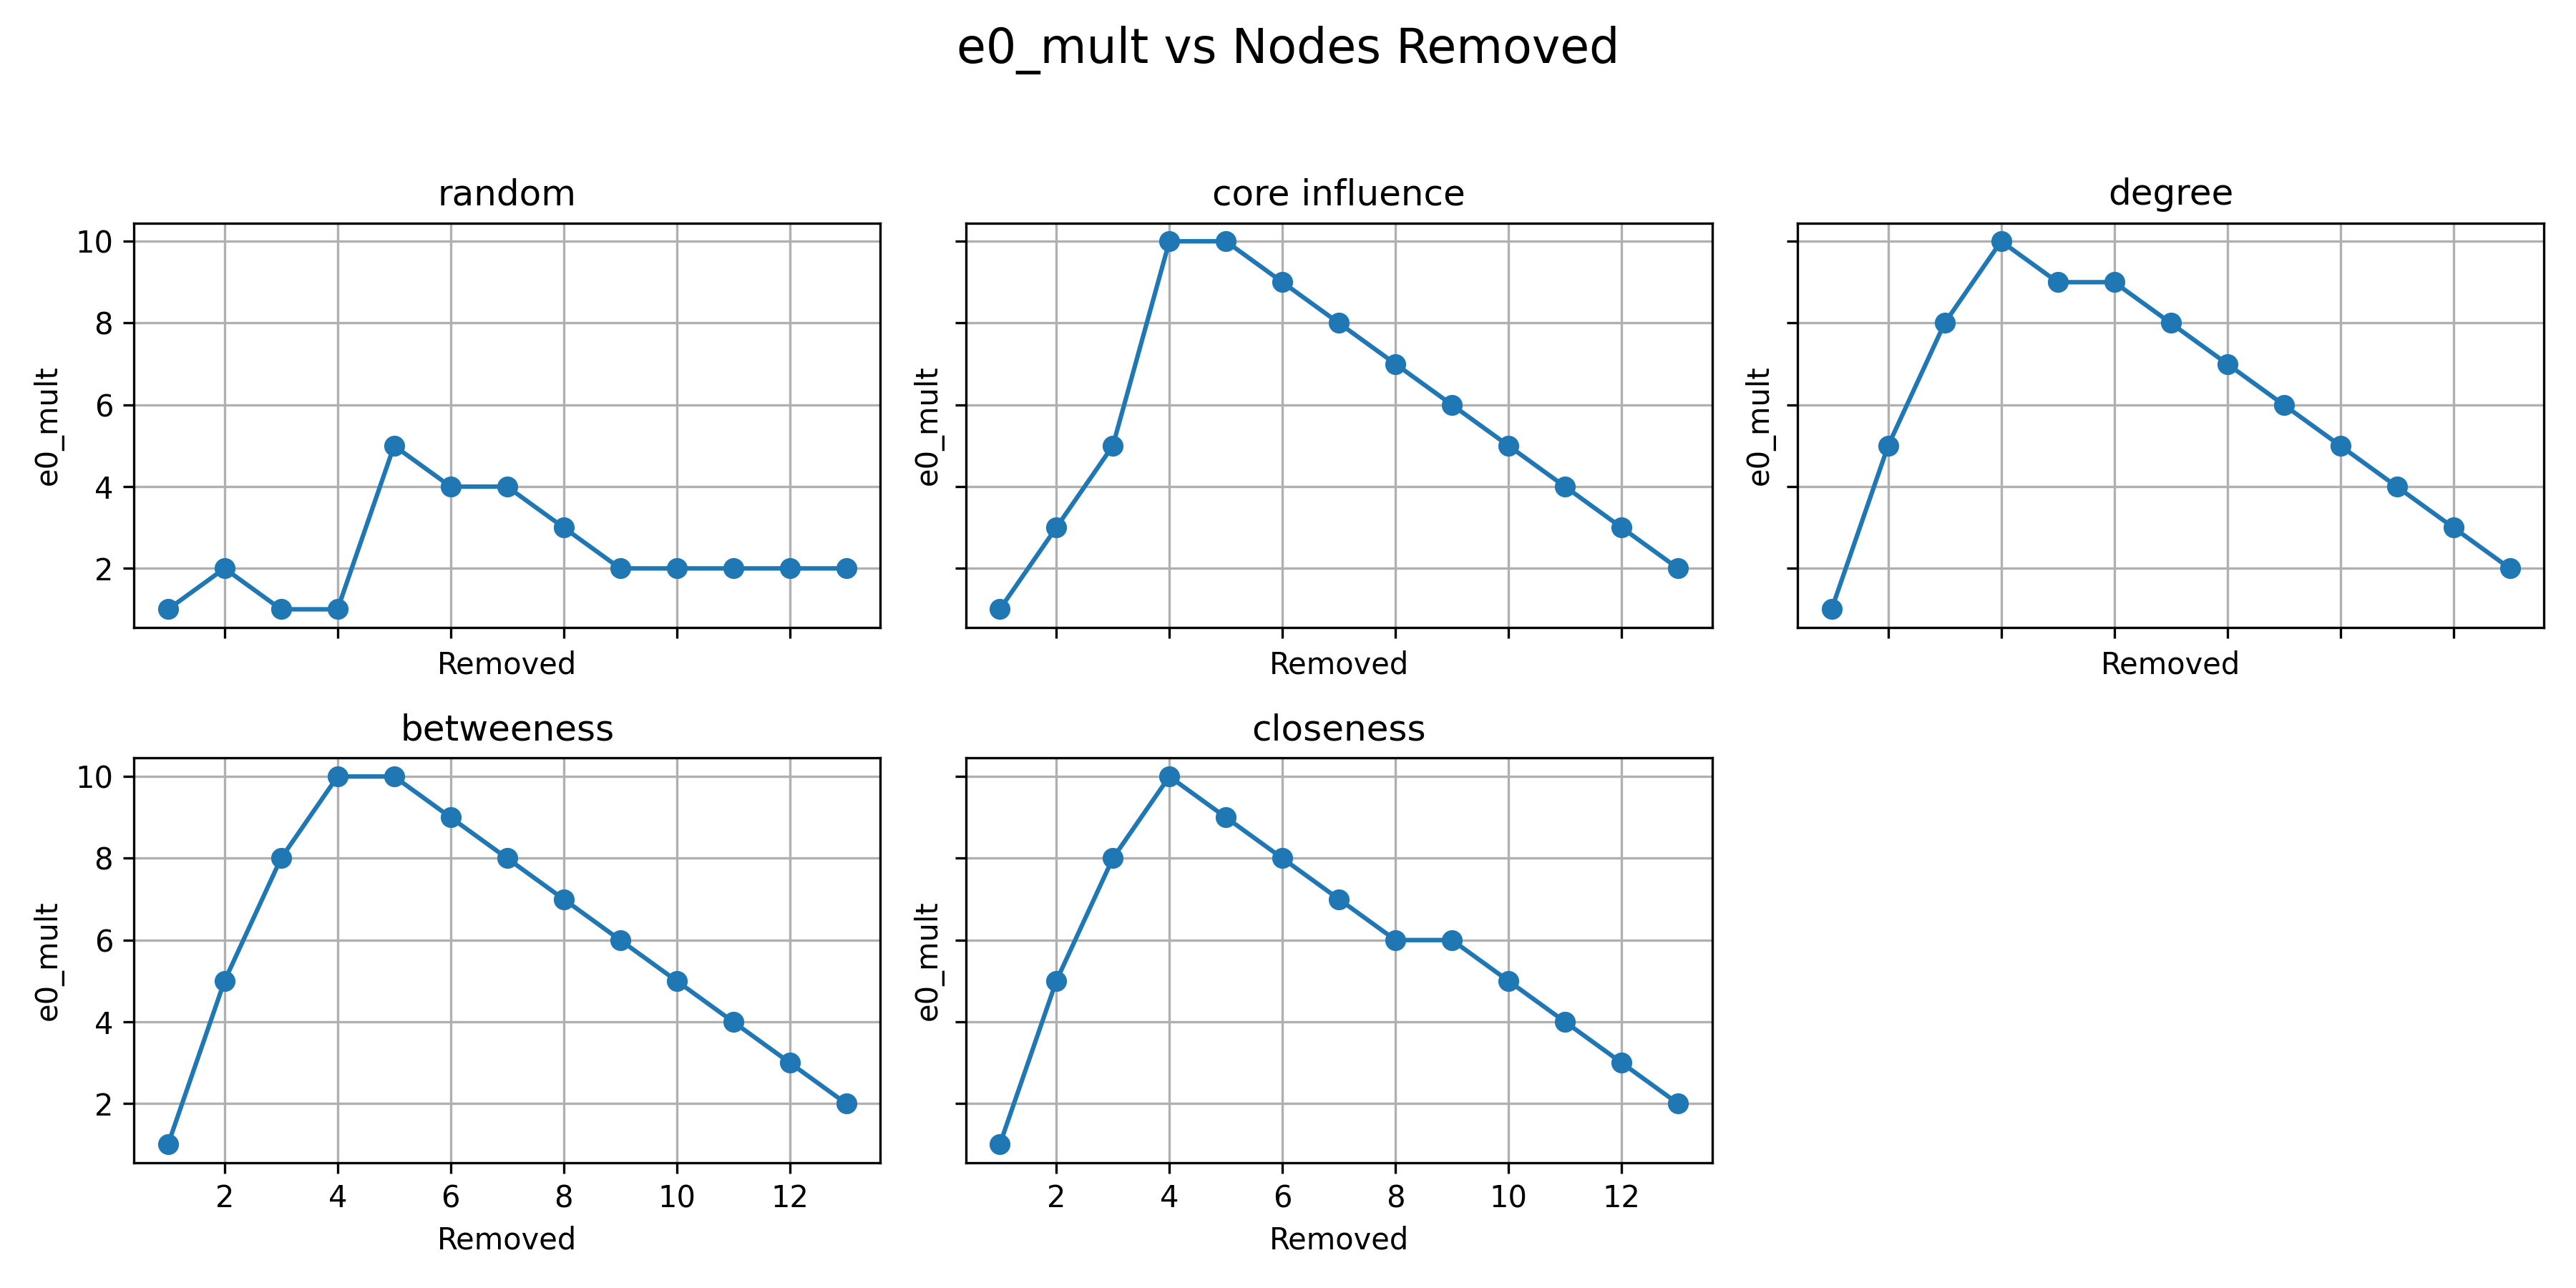 e0_mult vs Nodes Removed
random
core influence
degree
10
8
6
4
2
e0_mult
e0_mult
e0_mult
Removed
Removed
Removed
betweeness
closeness
10
8
6
4
2
e0_mult
e0_mult
2 4 6 8 10 12
2 4 6 8 10 12
Removed
Removed